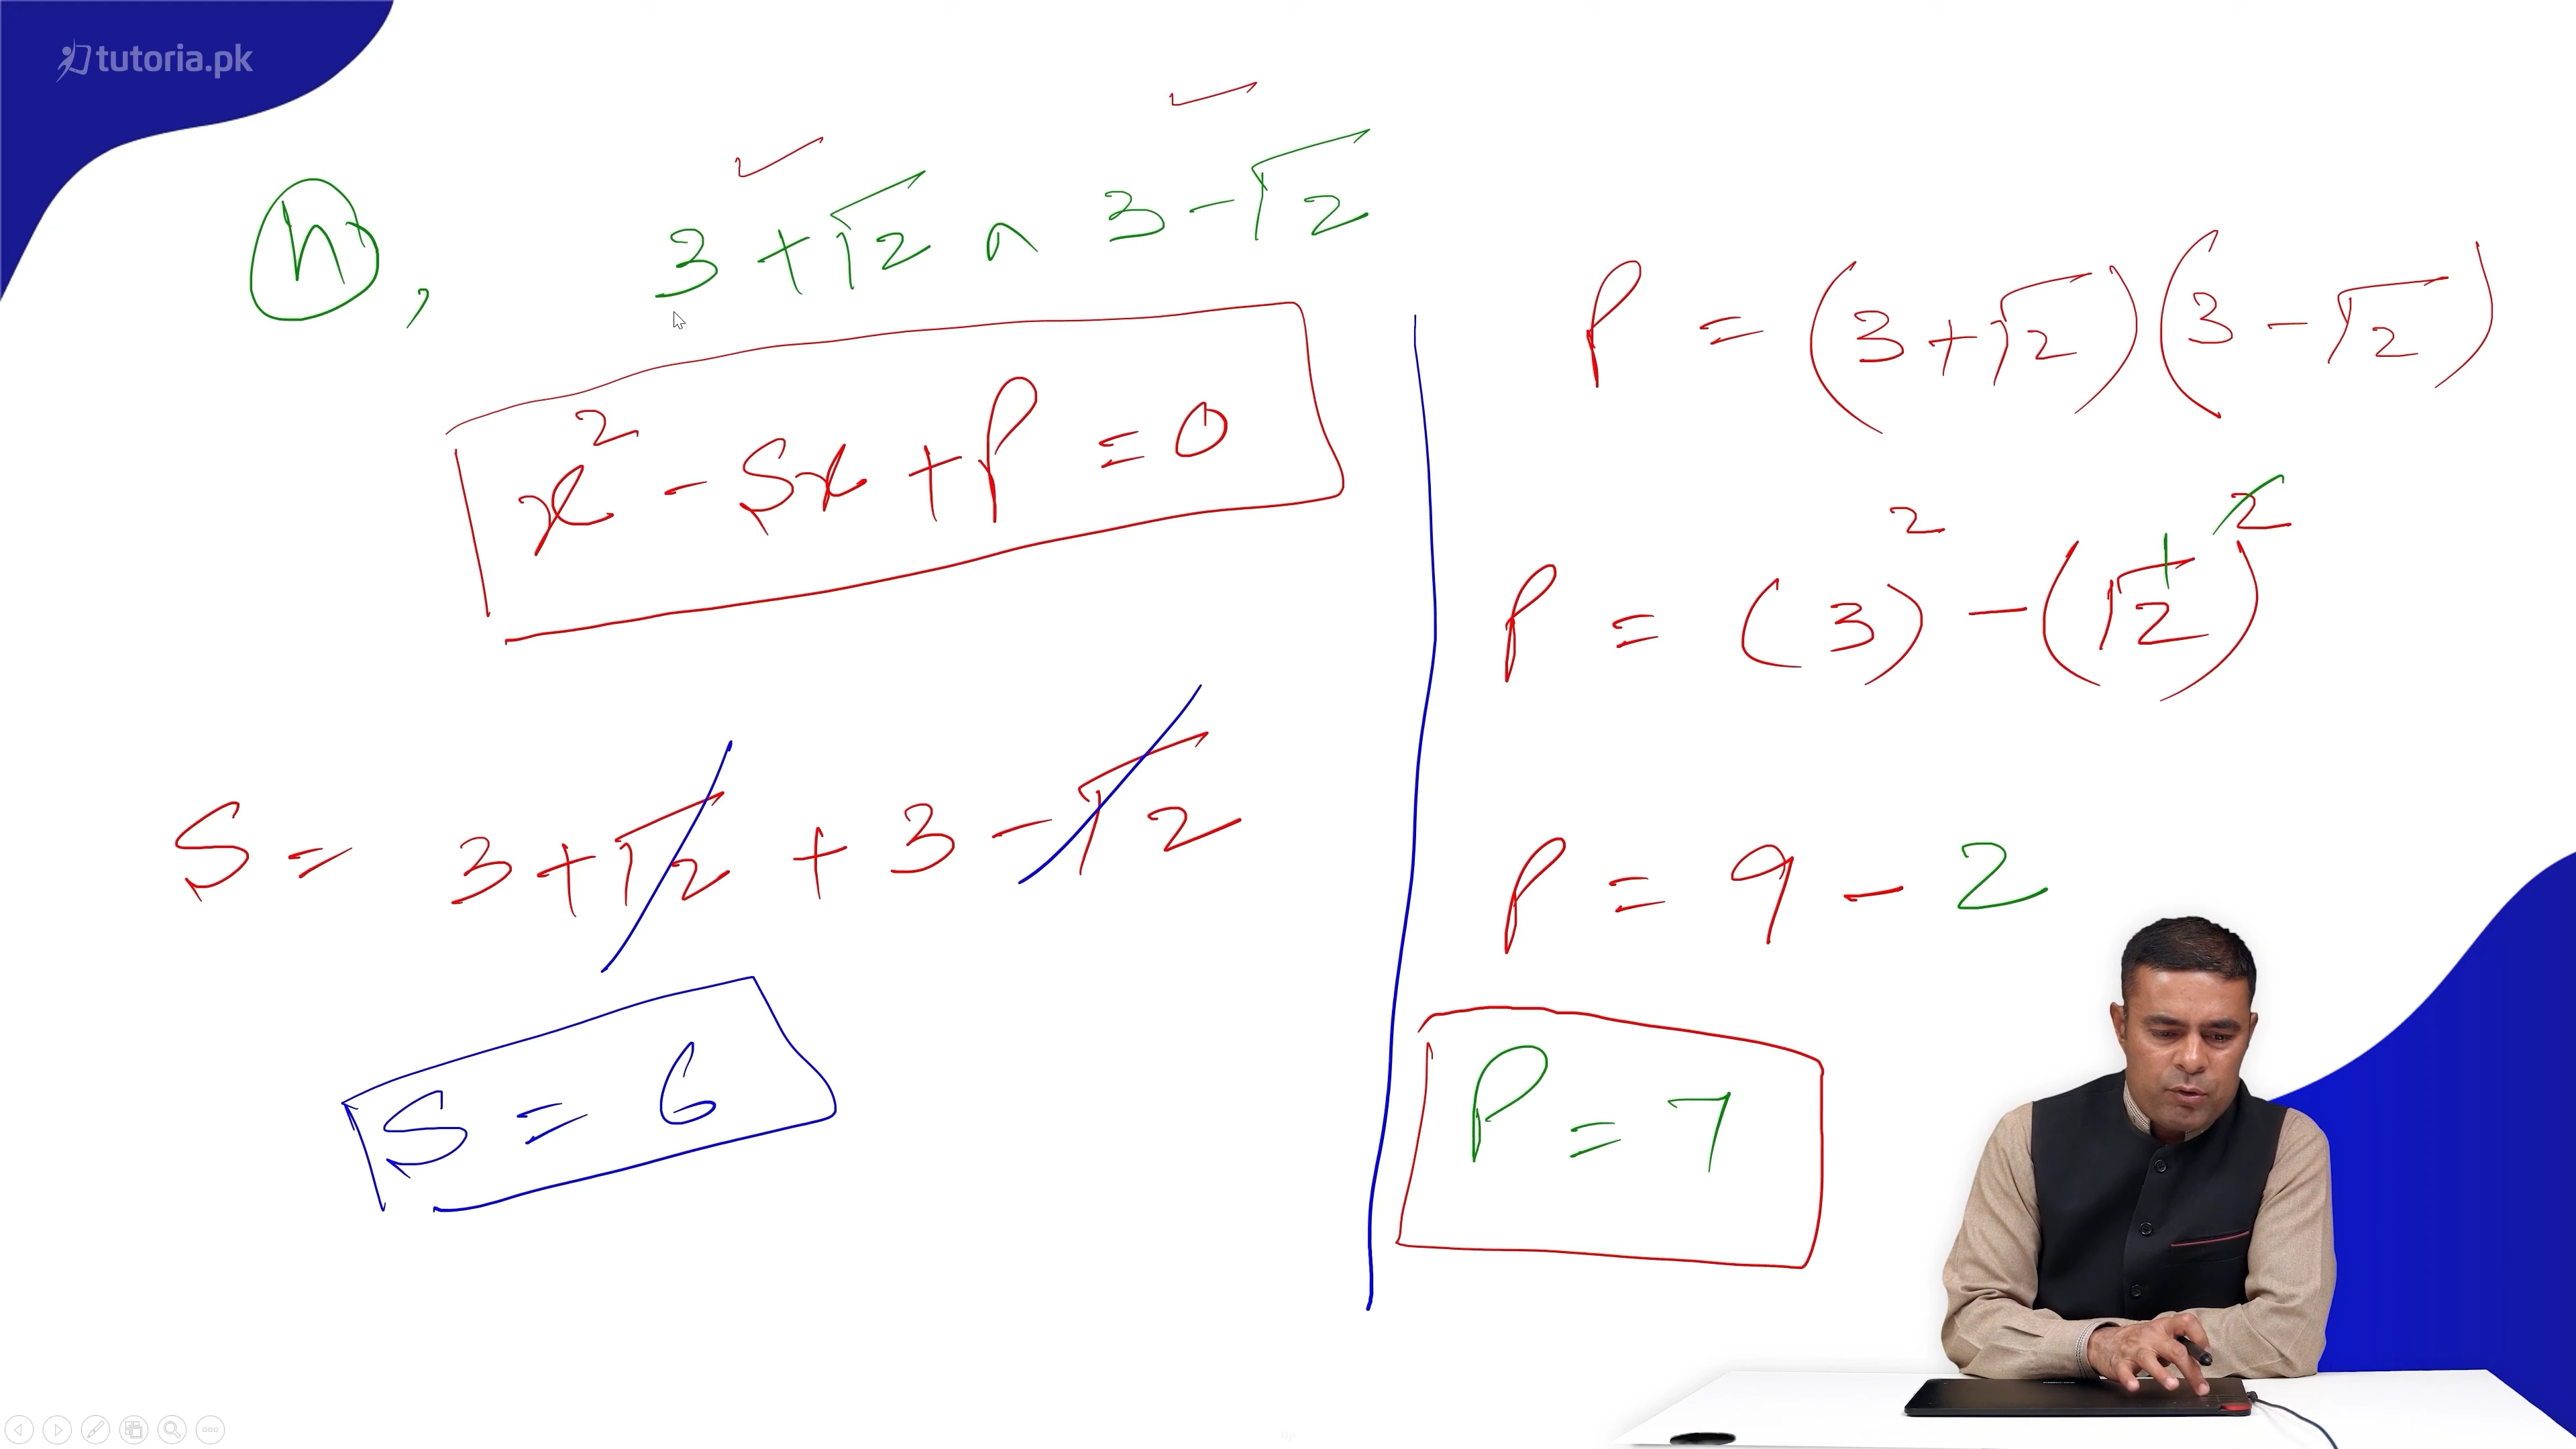 tutoria.pk
h, 3 + √2 , 3 - √2
x² - Sx + P = 0
S = 3 + √2 + 3 - √2
S = 6
P = (3 + √2)(3 - √2)
P = (3)² - (√2)²
P = 9 - 2
P = 7